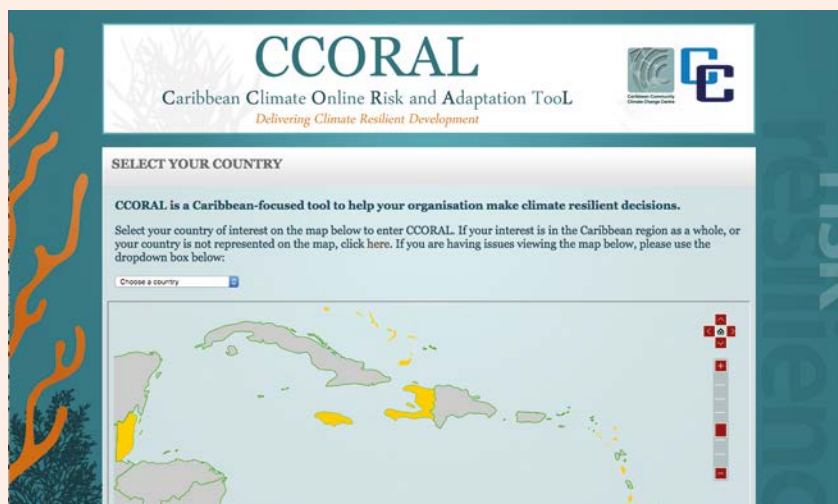 CCORAL
Caribbean Climate Online Risk and Adaptation TooL
Delivering Climate Resilient Development
Caribbean Community
Climate Change Centre
SELECT YOUR COUNTRY
CCORAL is a Caribbean-focused tool to help your organisation make climate resilient decisions.
Select your country of interest on the map below to enter CCORAL. If your interest is in the Caribbean region as a whole, or
your country is not represented on the map, click here. If you are having issues viewing the map below, please use the
dropdown box below:
Choose a country
risk
resilienc